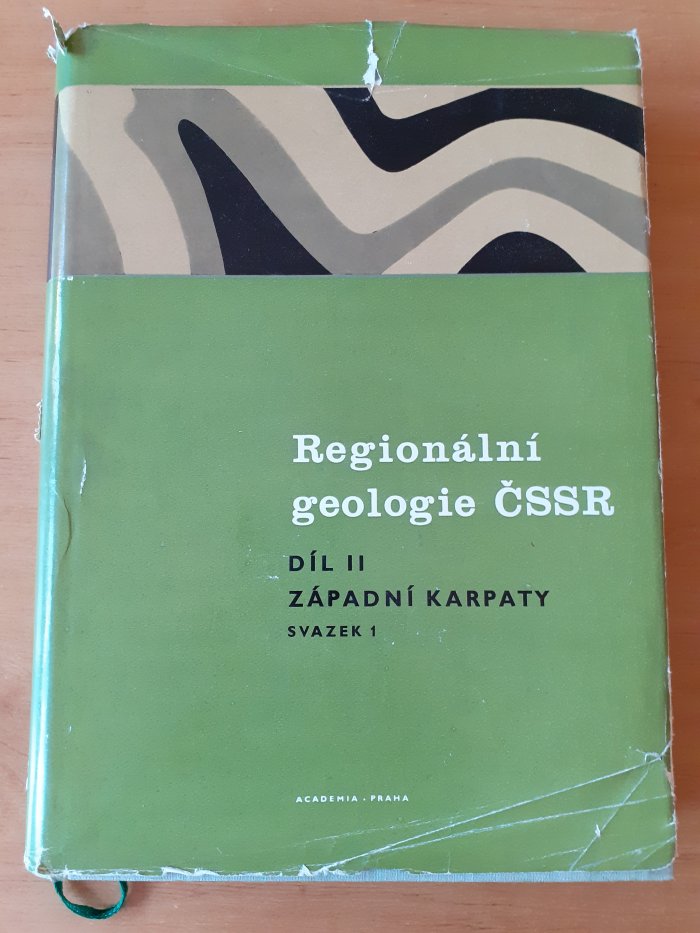 Regionální
geologie ČSSR
DÍL II
ZÁPADNÍ KARPATY
SVAZEK 1
ACADEMIA • PRAHA